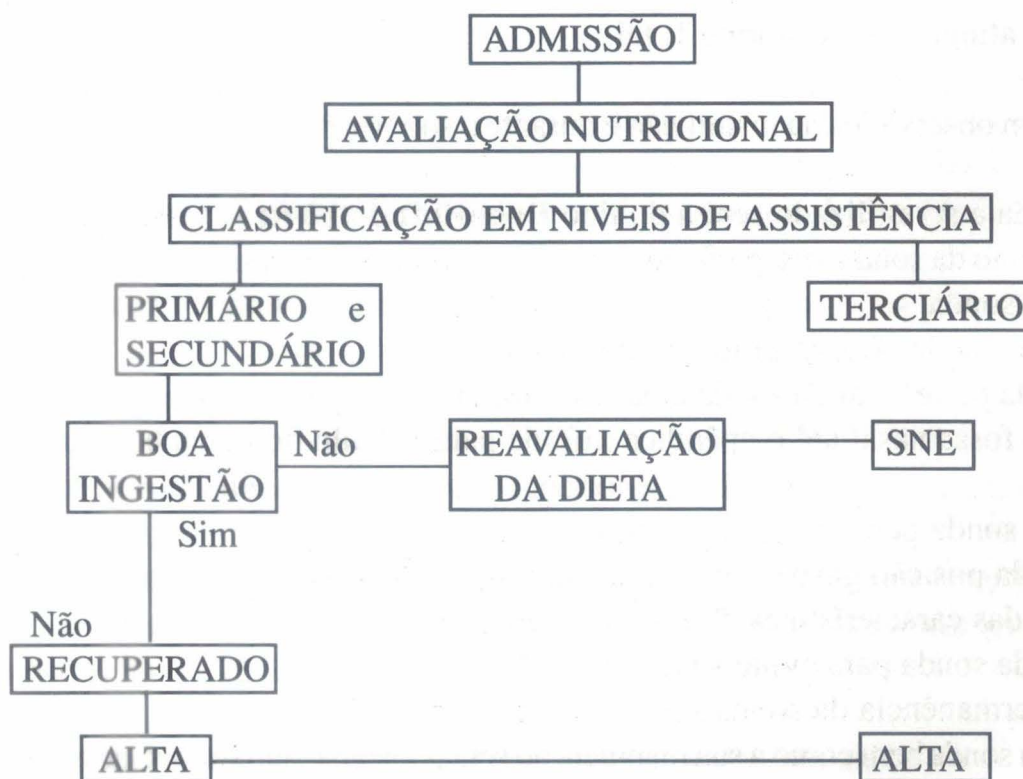 ADMISSÃO
AVALIAÇÃO NUTRICIONAL
CLASSIFICAÇÃO EM NIVEIS DE ASSISTÊNCIA
PRIMÁRIO e
SECUNDÁRIO
TERCIÁRIO
BOA
INGESTÃO
Não
REAVALIAÇÃO
DA DIETA
SNE
Sim
Não
RECUPERADO
ALTA
ALTA